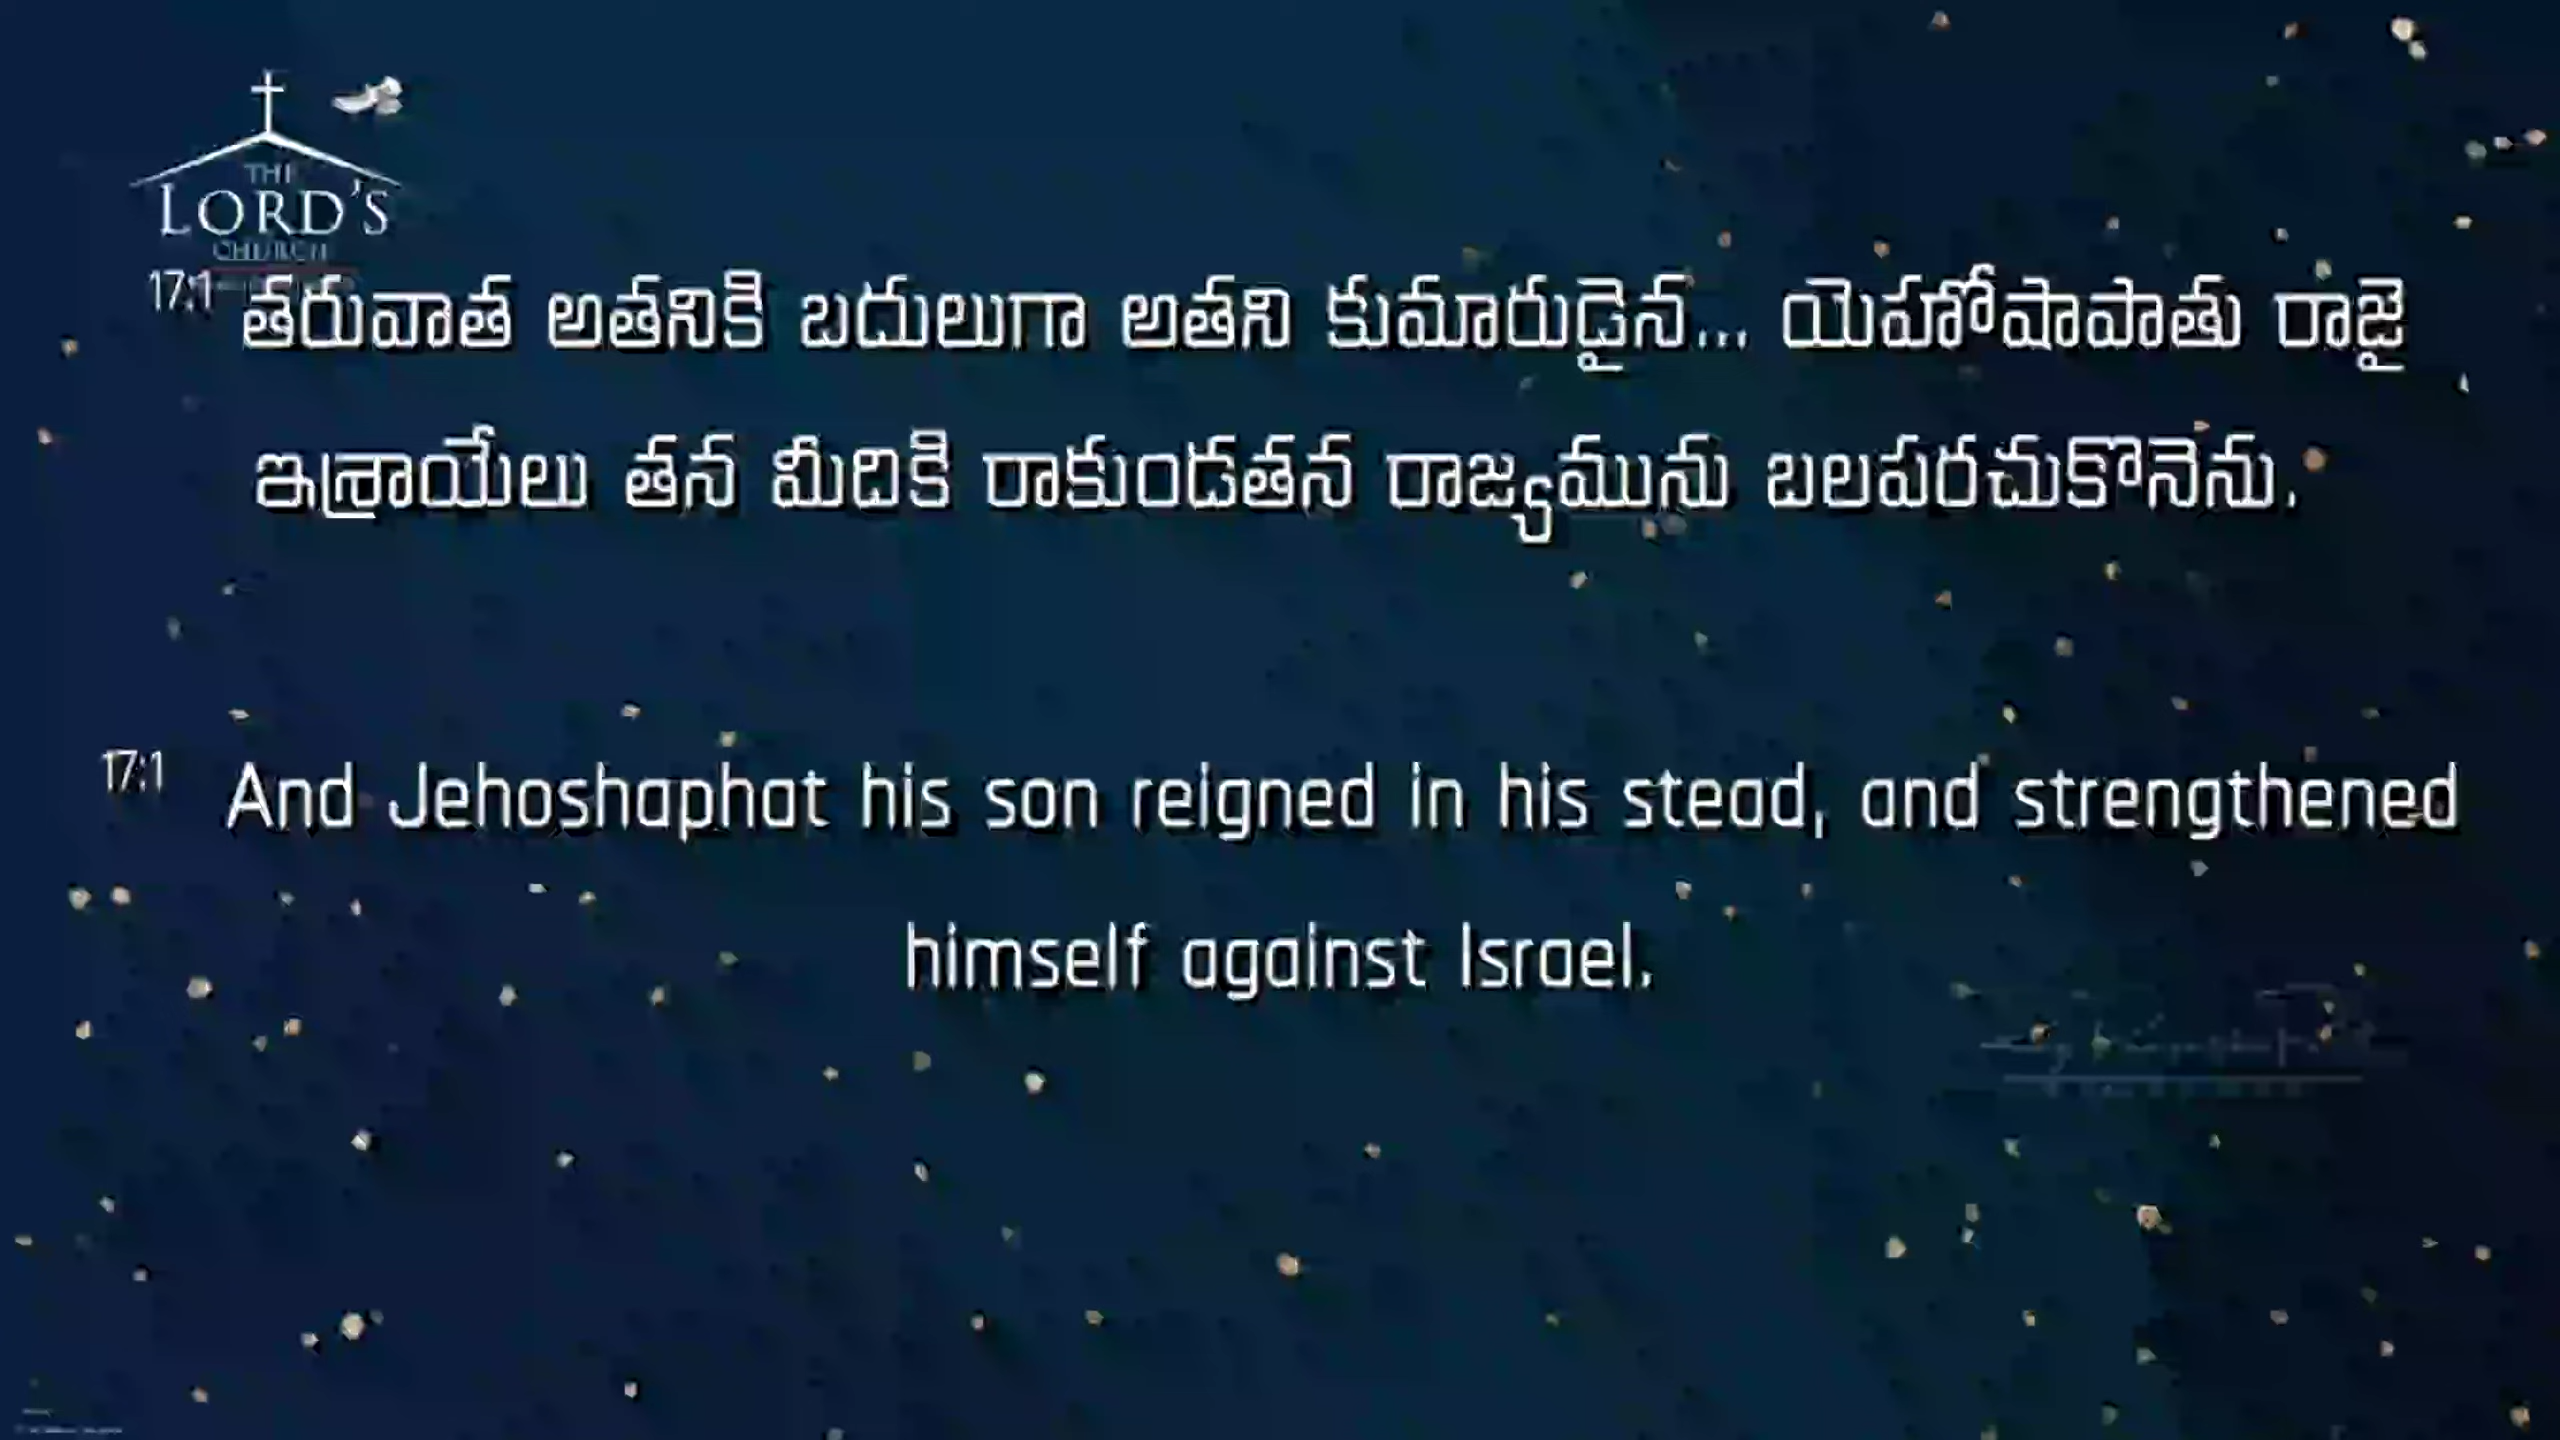 THE
LORD'S
CHURCH
17:1 తరువాత అతనికి బదులుగా అతని కుమారుడైన... యెహోషాపాతు రాజై
ఇశ్రాయేలు తన మీదికి రాకుండతన రాజ్యమును బలపరచుకొనెను.
17:1 And Jehoshaphat his son reigned in his stead, and strengthened
himself against Israel.